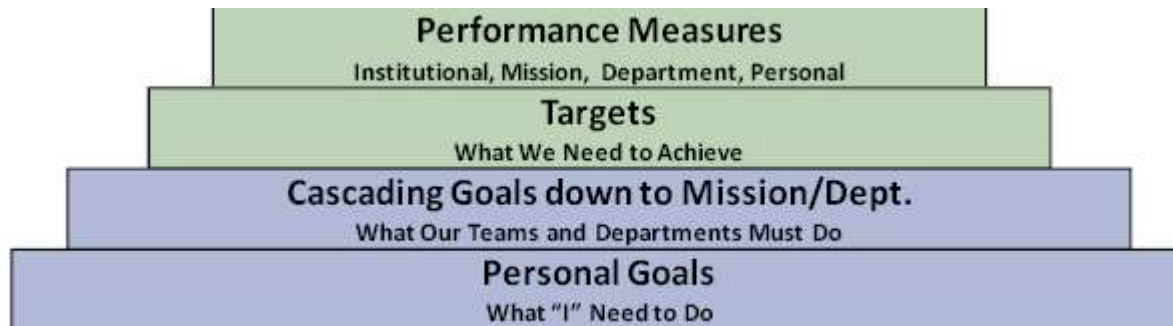 Performance Measures
Institutional, Mission, Department, Personal
Targets
What We Need to Achieve
Cascading Goals down to Mission/Dept.
What Our Teams and Departments Must Do
Personal Goals
What “I” Need to Do